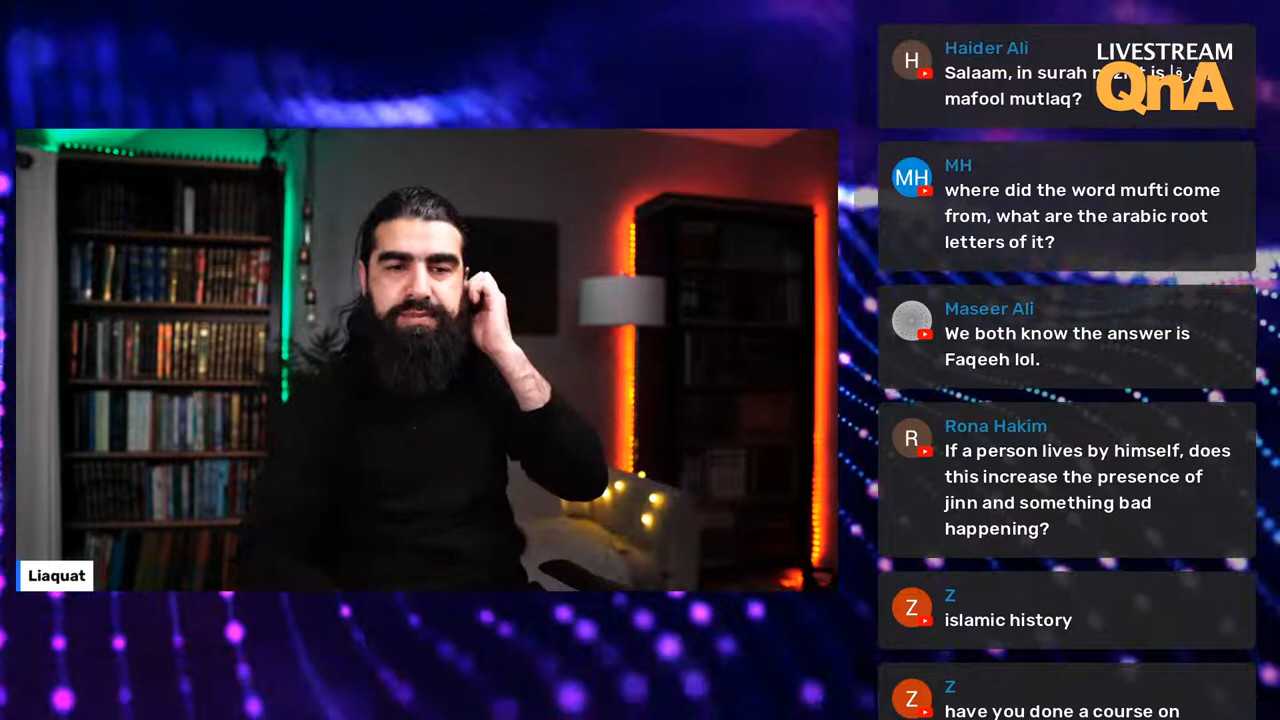 Haider Ali
Salaam, in surah is
mafool mutlaq?
LIVESTREAM
QnA
MH
MH
where did the word mufti come
from, what are the arabic root
letters of it?
Maseer Ali
We both know the answer is
Faqeeh lol.
Rona Hakim
If a person lives by himself, does
this increase the presence of
jinn and something bad
happening?
Z
islamic history
Z
have you done a course on
H
R
Z
Z
Liaquat